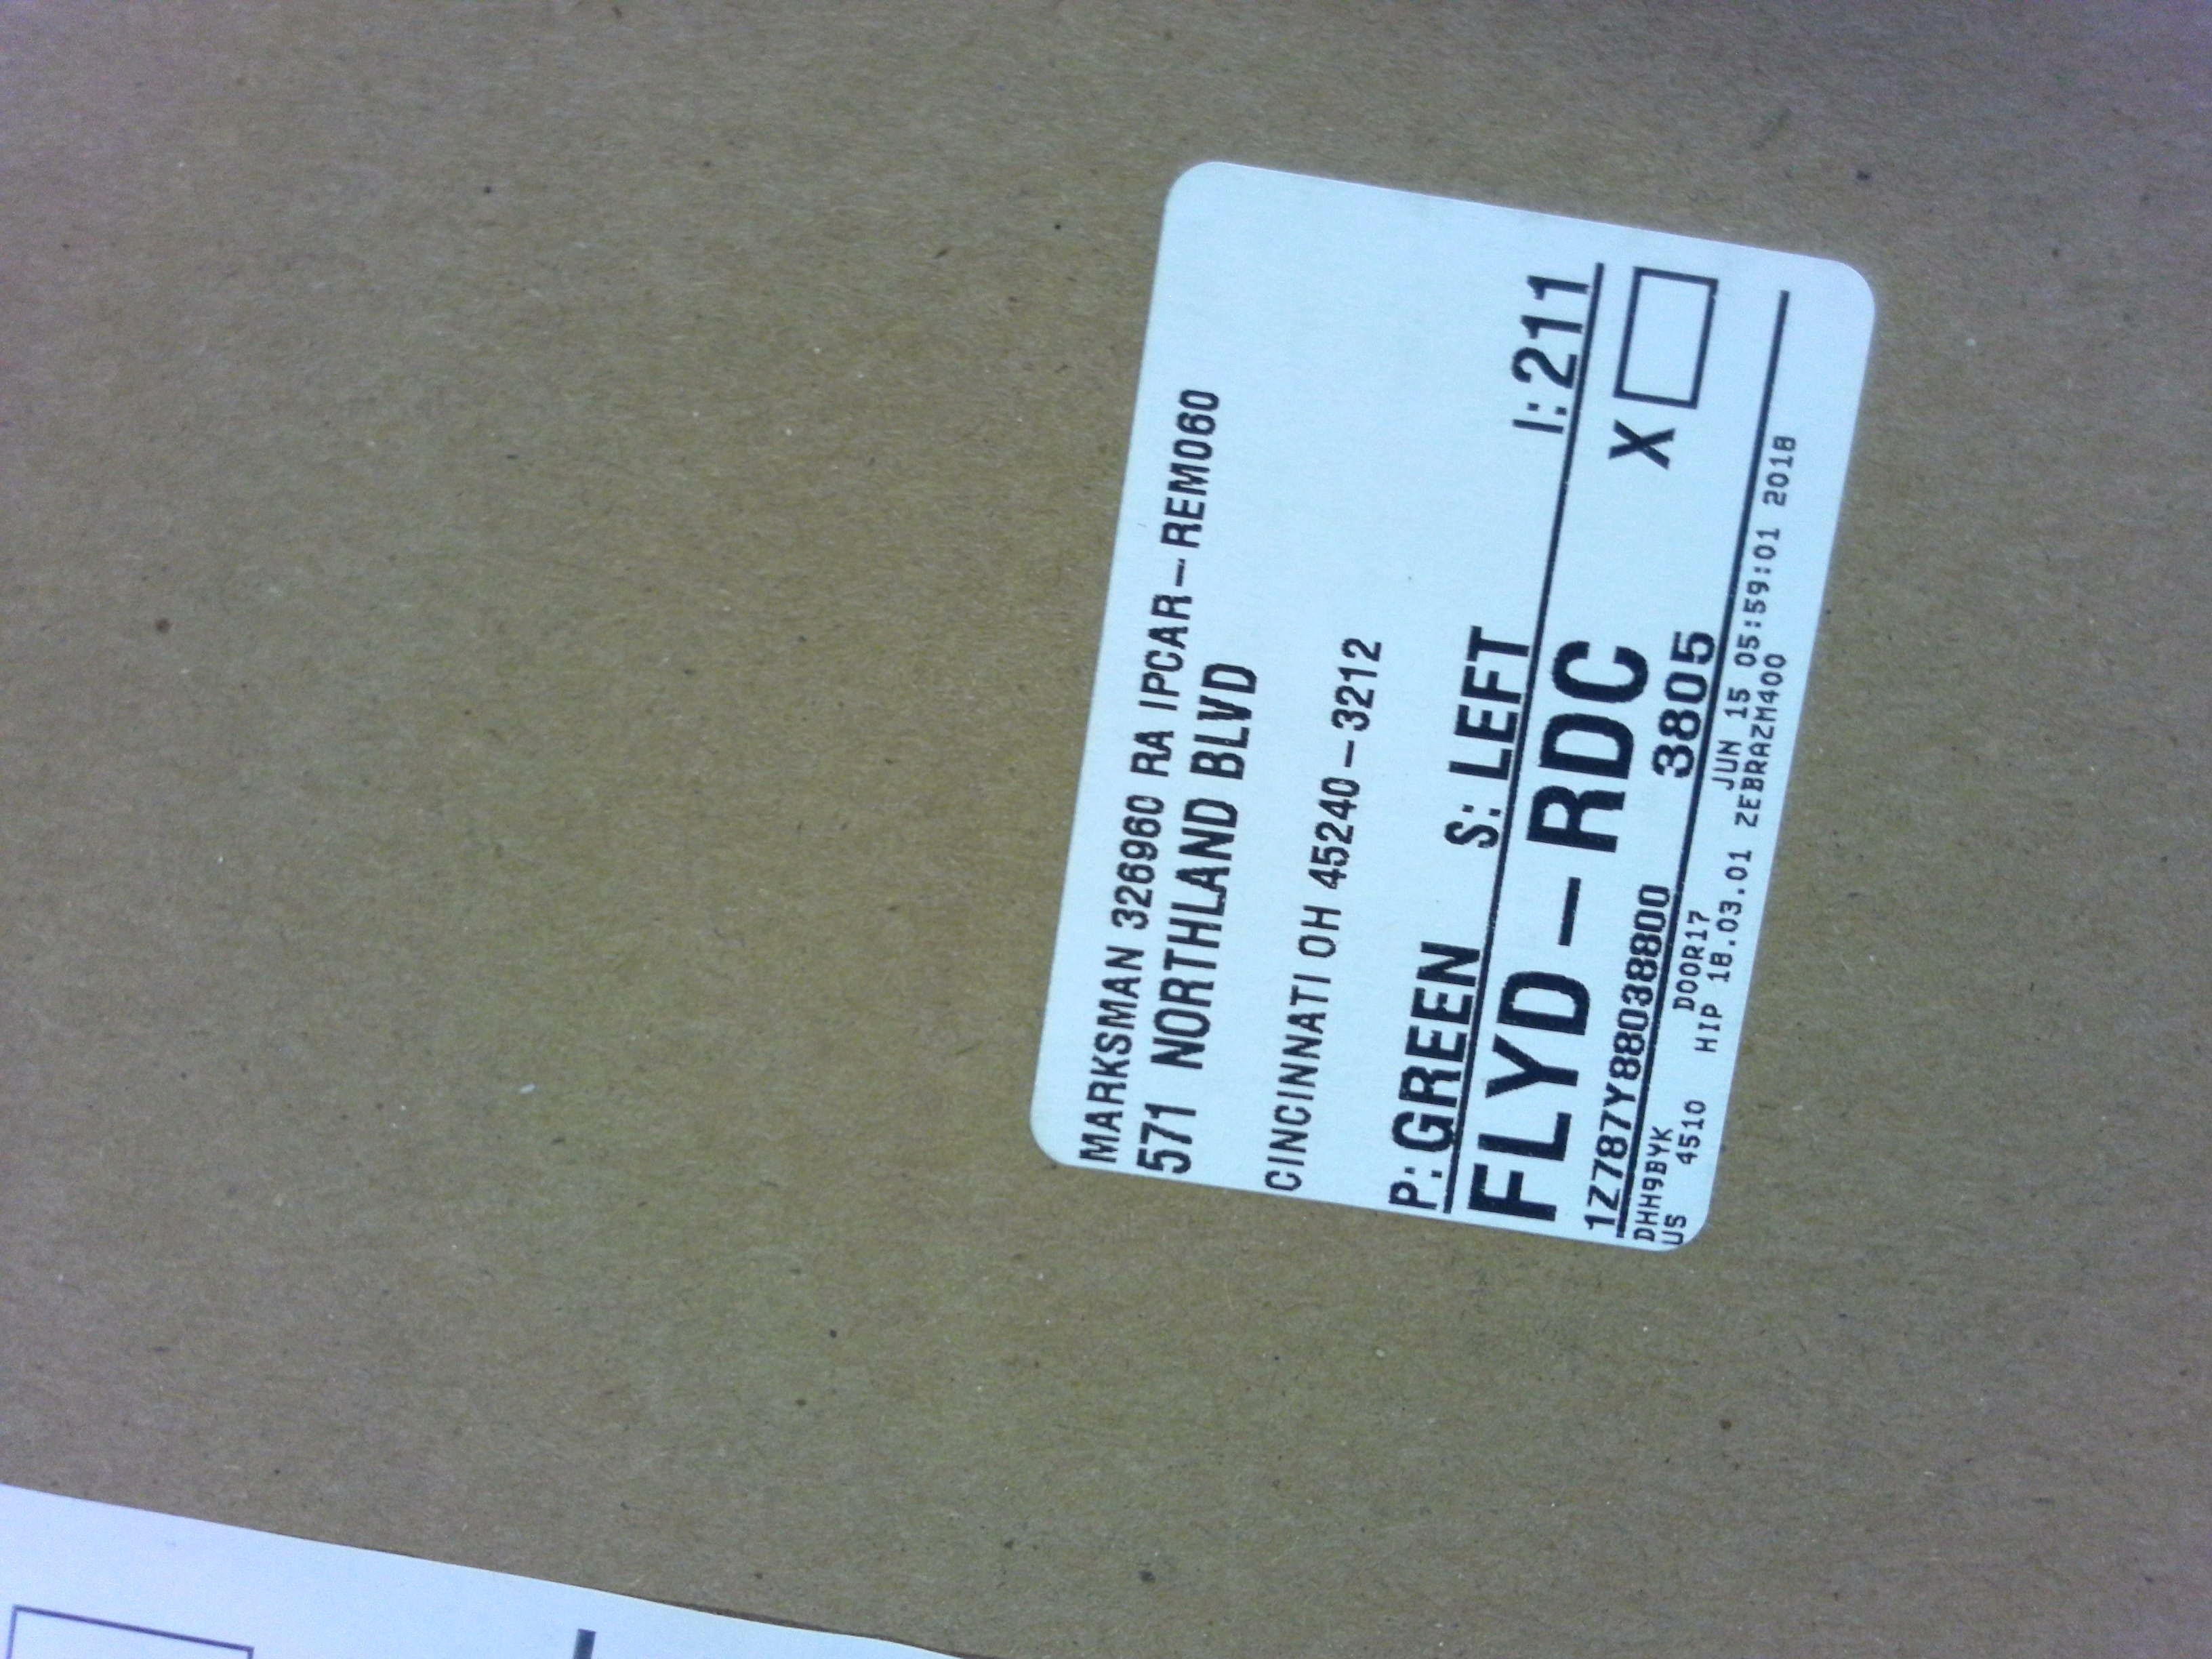 MARKSMAN 326960 RA IPCAR-REM060
571 NORTHLAND BLVD
CINCINNATI OH 45240-3212
P: GREEN S: LEFT I: 211
FLYD-RDC X
1Z787Y88038800 3805
DHH9BYK DOOR17 JUN 15 05:59:01 2018
US 4510 HIP 18.03.01 ZEBRAZM400